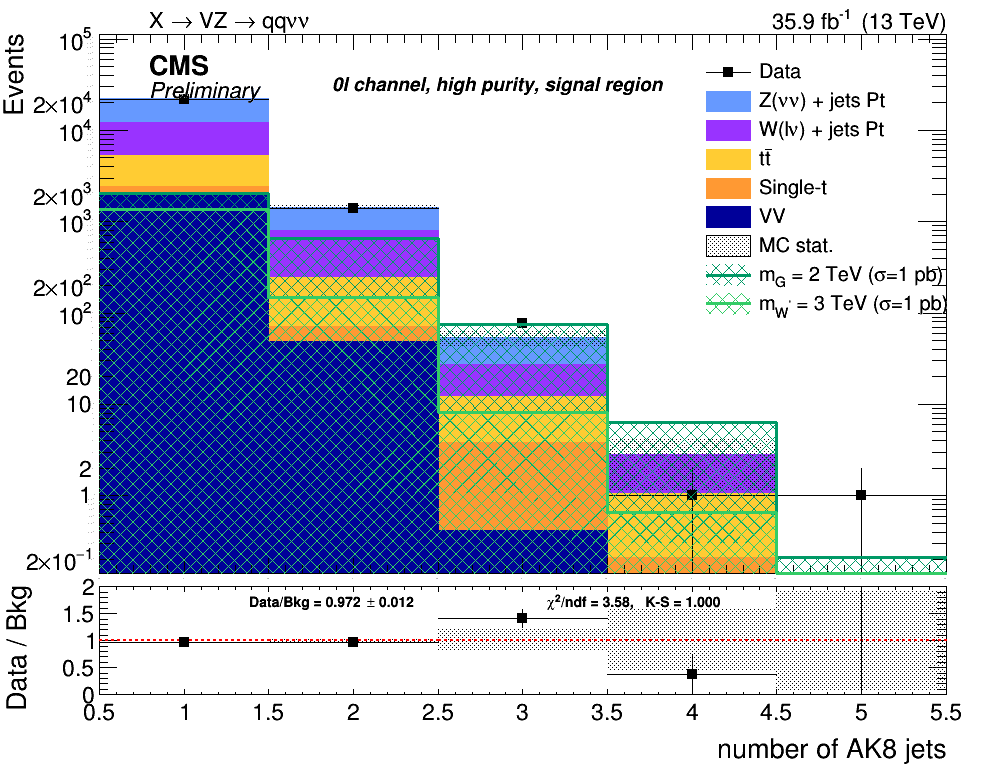 X → VZ → qqνν
35.9 fb⁻¹ (13 TeV)
CMS
Preliminary
0l channel, high purity, signal region
Events
10⁵
2×10⁴
10⁴
2×10³
10³
2×10²
10²
20
10
2
1
2×10⁻¹
Data
Z(νν) + jets Pt
W(lν) + jets Pt
tt̄
Single-t
VV
MC stat.
m_G = 2 TeV (σ=1 pb)
m_W' = 3 TeV (σ=1 pb)
Data / Bkg
2
1.5
1
0.5
0
Data/Bkg = 0.972 ± 0.012
χ²/ndf = 3.58, K-S = 1.000
0.5 1 1.5 2 2.5 3 3.5 4 4.5 5 5.5
number of AK8 jets